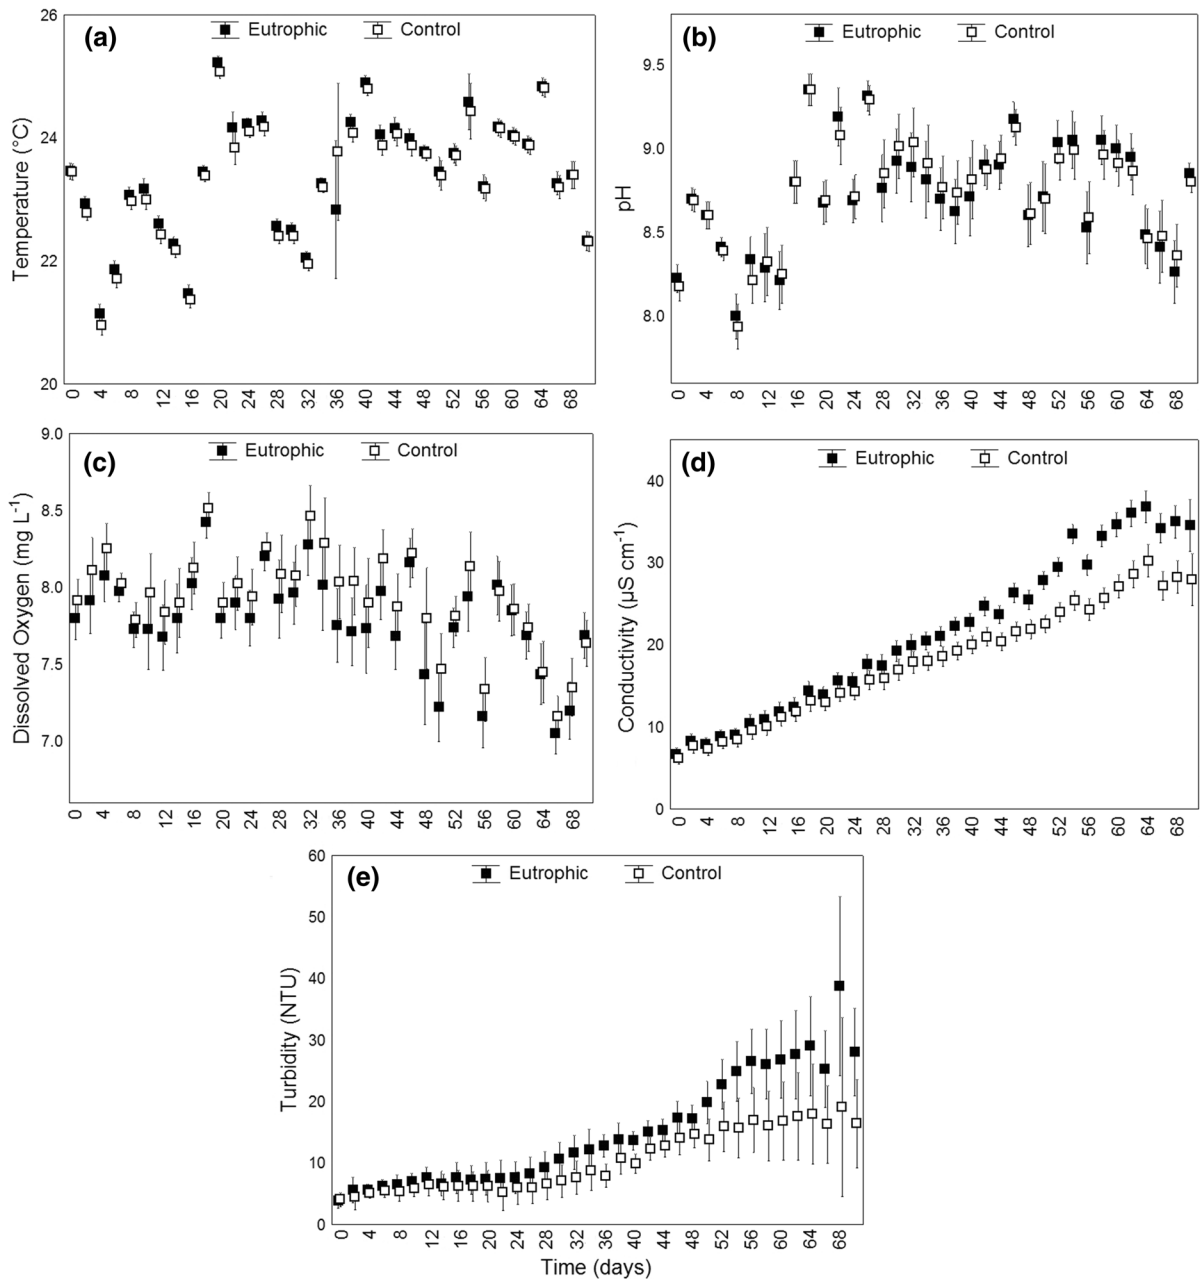 (a)
Eutrophic Control
Temperature (°C)
26
24
22
20
0 4 8 12 16 20 24 28 32 36 40 44 48 52 56 60 64 68
(b)
Eutrophic Control
pH
9.5
9.0
8.5
8.0
0 4 8 12 16 20 24 28 32 36 40 44 48 52 56 60 64 68
(c)
Eutrophic Control
Dissolved Oxygen (mg L-1)
9.0
8.5
8.0
7.5
7.0
0 4 8 12 16 20 24 28 32 36 40 44 48 52 56 60 64 68
(d)
Eutrophic Control
Conductivity (µS cm-1)
40
30
20
10
0
0 4 8 12 16 20 24 28 32 36 40 44 48 52 56 60 64 68
(e)
Eutrophic Control
Turbidity (NTU)
60
50
40
30
20
10
0
0 4 8 12 16 20 24 28 32 36 40 44 48 52 56 60 64 68
Time (days)